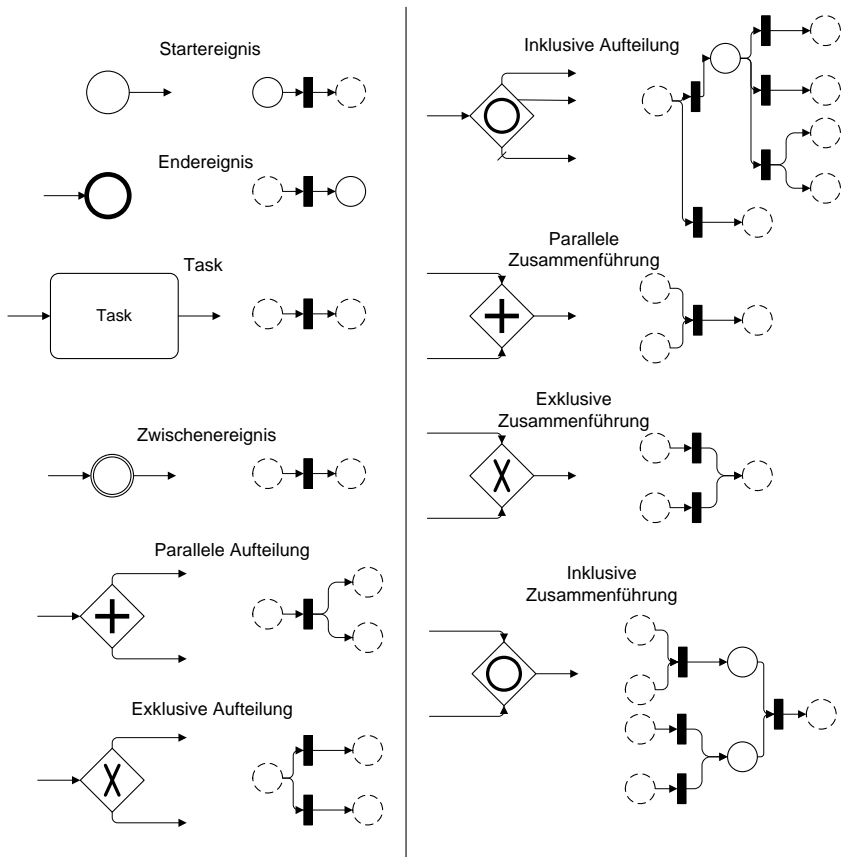 Startereignis
Endereignis
Task
Task
Zwischenereignis
Parallele Aufteilung
Exklusive Aufteilung
Inklusive Aufteilung
Parallele
Zusammenführung
Exklusive
Zusammenführung
Inklusive
Zusammenführung